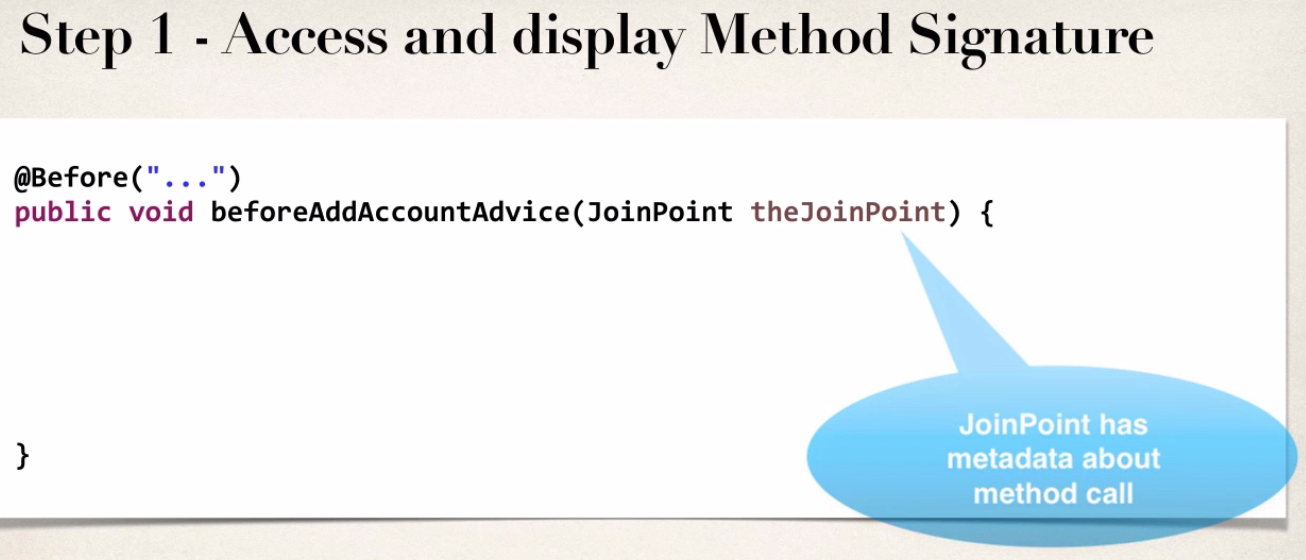 Step 1 - Access and display Method Signature
@Before("...")
public void beforeAddAccountAdvice(JoinPoint theJoinPoint) {
}
JoinPoint has
metadata about
method call